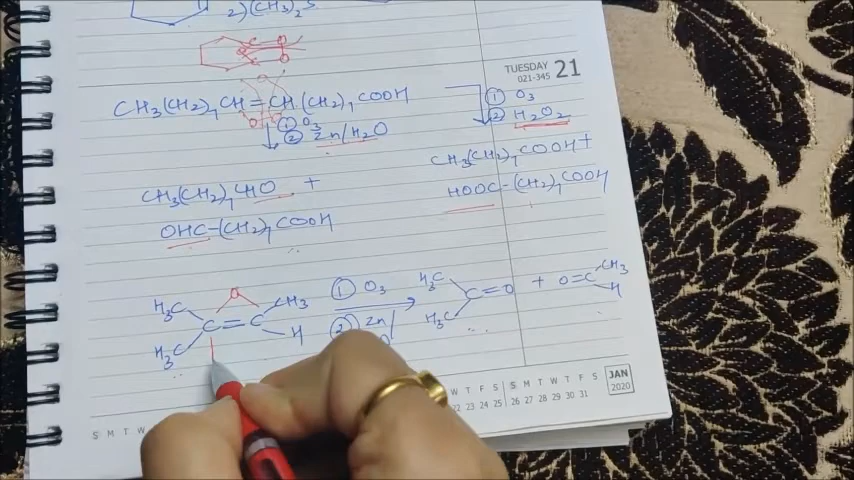 2) (CH₃)₂S
C O
C O
TUESDAY 21
021-345
CH₃(CH₂)₇CH=CH(CH₂)₇COOH
① O₃
② H₂O₂
① O₃
② Zn/H₂O
CH₃(CH₂)₇CHO +
OHC-(CH₂)₇COOH
CH₃(CH₂)₇COOH +
HOOC-(CH₂)₇COOH
O
H₃C CH₃
C=C
H₃C H
① O₃
② Zn/
H₃C
C=O
H₃C
+ O=C
CH₃
H
JAN
2020
S M T W
W T F S S M T W T F S S M T W T F
22 23 24 25 26 27 28 29 30 31